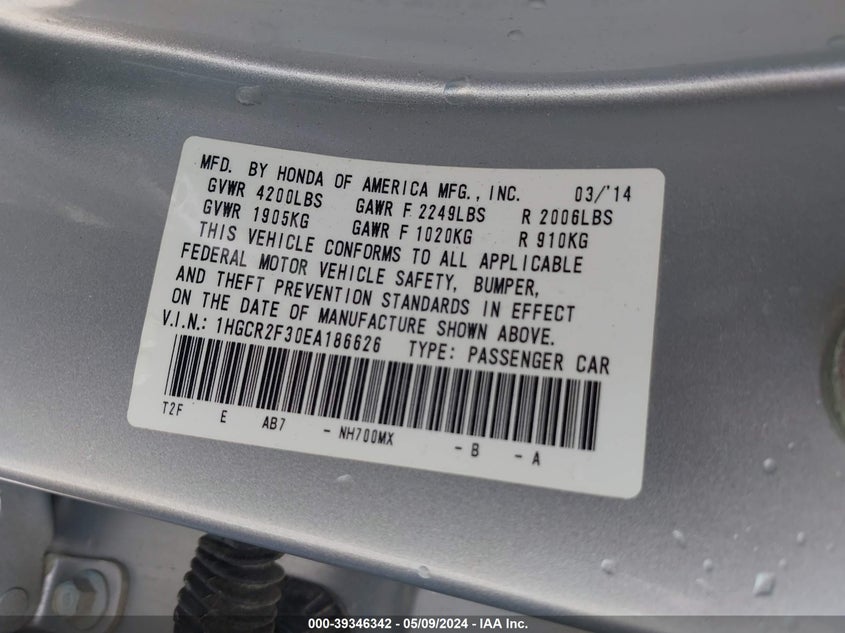 MFD. BY HONDA OF AMERICA MFG., INC. 03/'14
GVWR 4200LBS GAWR F 2249LBS R 2006LBS
GVWR 1905KG GAWR F 1020KG R 910KG
THIS VEHICLE CONFORMS TO ALL APPLICABLE
FEDERAL MOTOR VEHICLE SAFETY, BUMPER,
AND THEFT PREVENTION STANDARDS IN EFFECT
ON THE DATE OF MANUFACTURE SHOWN ABOVE.
V.I.N.: 1HGCR2F30EA186626 TYPE: PASSENGER CAR
T2F E AB7 - NH700MX - B - A
000-39346342 - 05/09/2024 - IAA Inc.